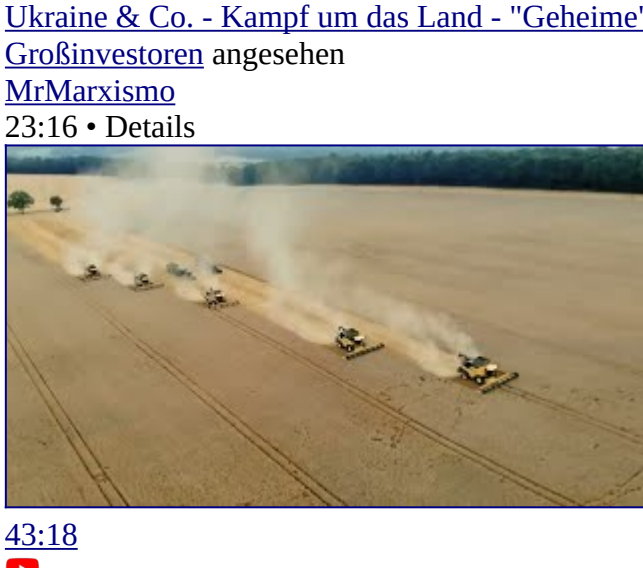 Ukraine & Co. - Kampf um das Land - "Geheime"
Großinvestoren angesehen
MrMarxismo
23:16 • Details
43:18